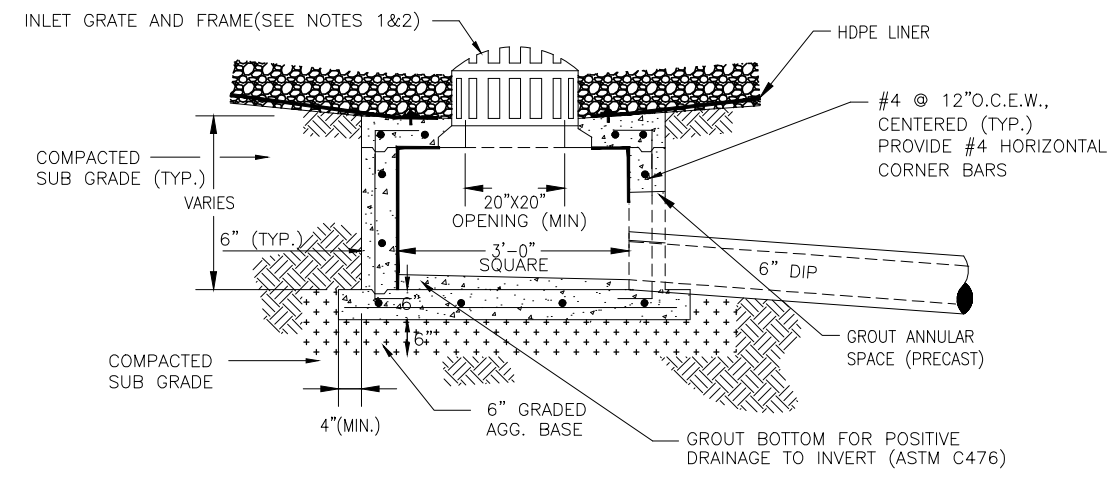 INLET GRATE AND FRAME(SEE NOTES 1&2)
HDPE LINER
#4 @ 12"O.C.E.W.,
CENTERED (TYP.)
PROVIDE #4 HORIZONTAL
CORNER BARS
COMPACTED
SUB GRADE (TYP.)
VARIES
20"X20"
OPENING (MIN)
6" (TYP.)
3'-0"
SQUARE
6" DIP
6"
6"
GROUT ANNULAR
SPACE (PRECAST)
COMPACTED
SUB GRADE
4"(MIN.)
6" GRADED
AGG. BASE
GROUT BOTTOM FOR POSITIVE
DRAINAGE TO INVERT (ASTM C476)